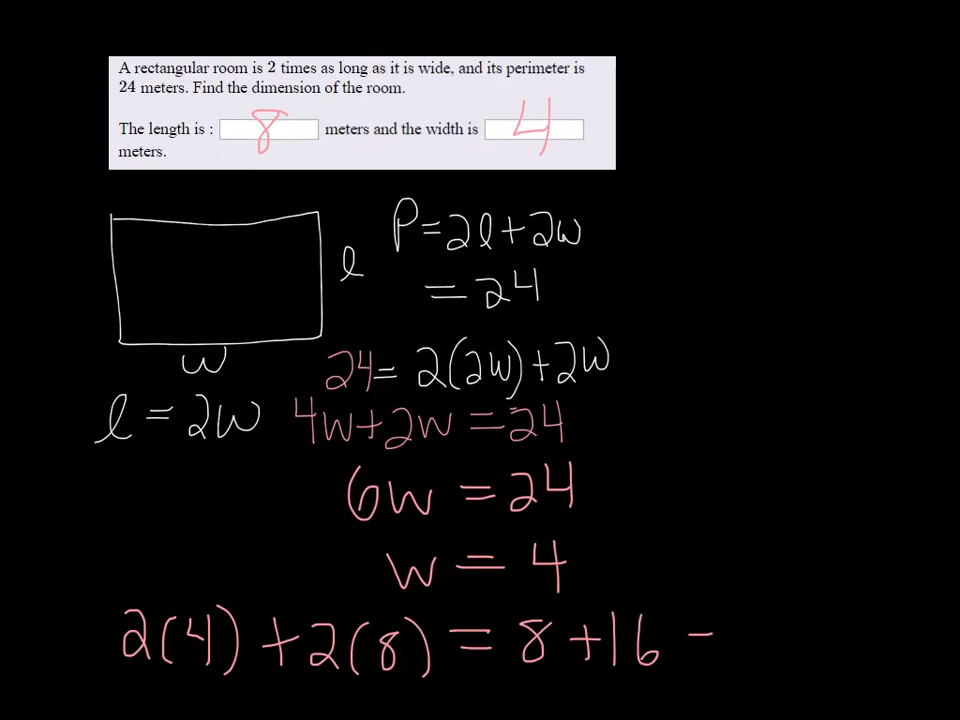 A rectangular room is 2 times as long as it is wide, and its perimeter is
24 meters. Find the dimension of the room.
The length is : 8 meters and the width is 4
meters.
P=2l+2w
l
=24
w
24=2(2w)+2w
l=2w
4w+2w=24
6w=24
w=4
2(4)+2(8)=8+16-